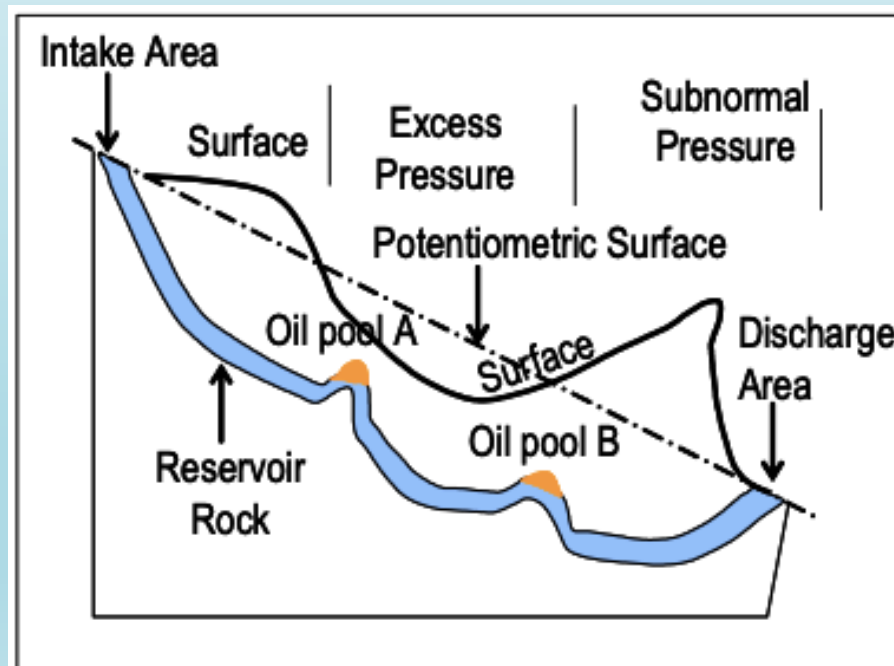 Intake Area
Surface
Excess
Pressure
Subnormal
Pressure
Potentiometric Surface
Oil pool A
Surface
Discharge
Area
Oil pool B
Reservoir
Rock